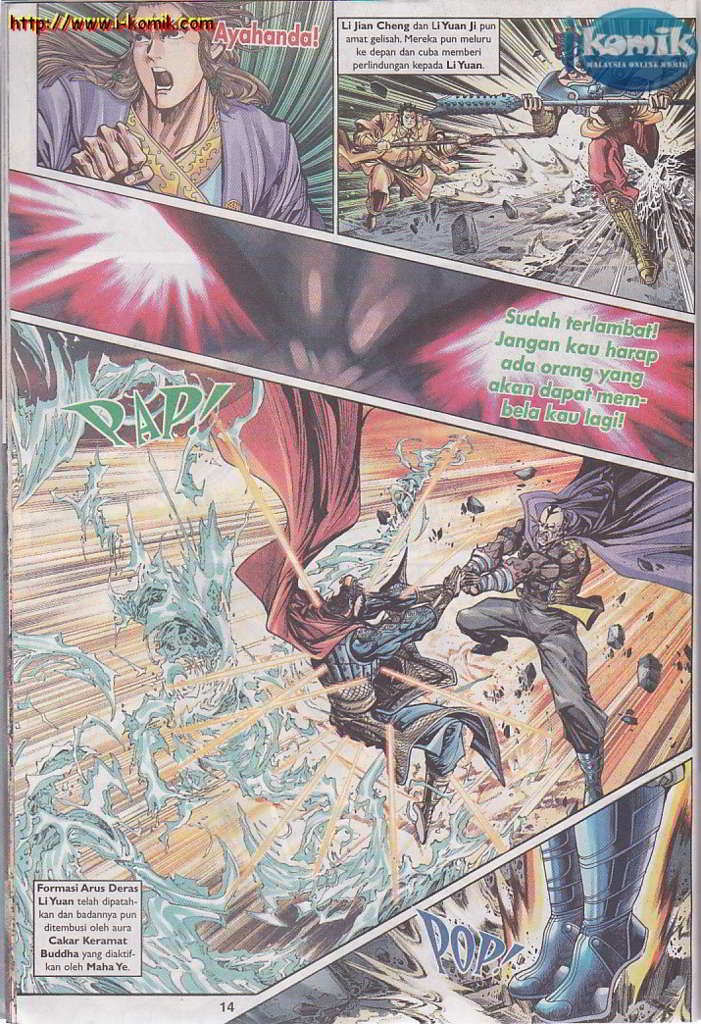 http://www.i-komik.com
Ayahanda!
Li Jian Cheng dan Li Yuan Ji pun
amat gelisah. Mereka pun meluru
ke depan dan cuba memberi
perlindungan kepada Li Yuan.
komik
MALAYSIA ONLINE KOMIK
Sudah terlambat!
Jangan kau harap
ada orang yang
akan dapat mem-
bela kau lagi!
PAP!
Formasi Arus Deras
Li Yuan telah dipatah-
kan dan badannya pun
ditembusi oleh aura
Cakar Keramat
Buddha yang diaktif-
kan oleh Maha Ye.
POP!
14